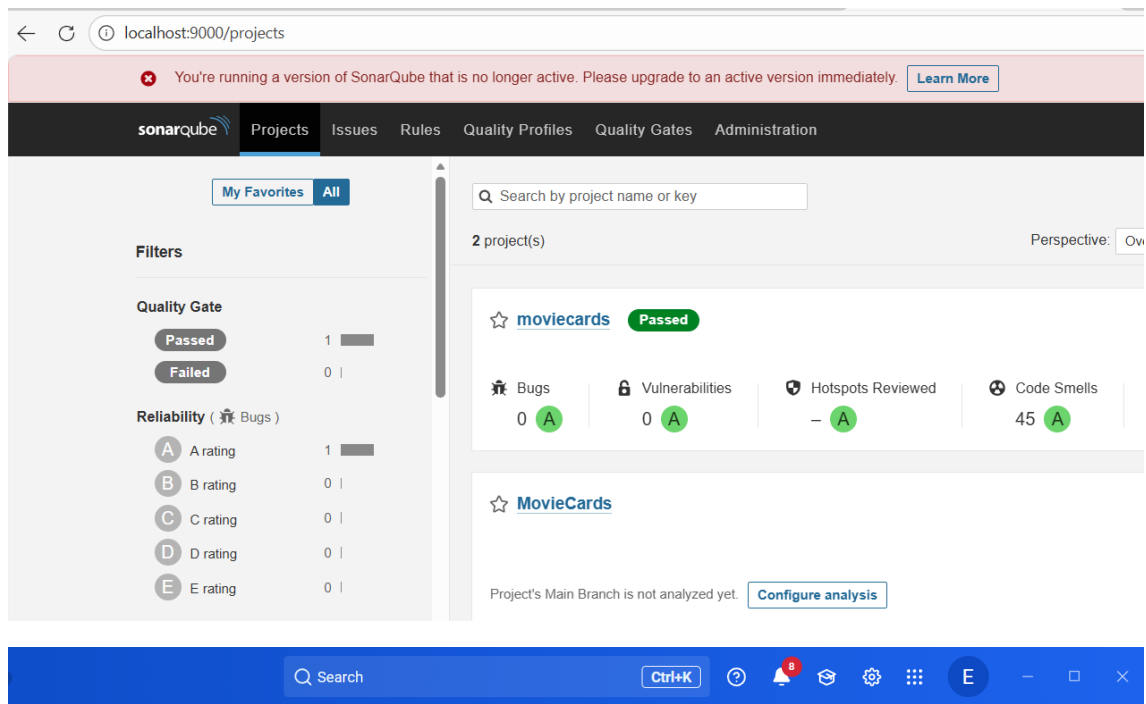 localhost:9000/projects
You're running a version of SonarQube that is no longer active. Please upgrade to an active version immediately. Learn More
sonarqube Projects Issues Rules Quality Profiles Quality Gates Administration
My Favorites All
Filters
Quality Gate
Passed 1
Failed 0
Reliability ( Bugs )
A A rating 1
B B rating 0
C C rating 0
D D rating 0
E E rating 0
Search by project name or key
2 project(s) Perspective:
moviecards Passed
Bugs Vulnerabilities Hotspots Reviewed Code Smells
0 A 0 A – A 45 A
MovieCards
Project's Main Branch is not analyzed yet. Configure analysis
Search Ctrl+K 8 E